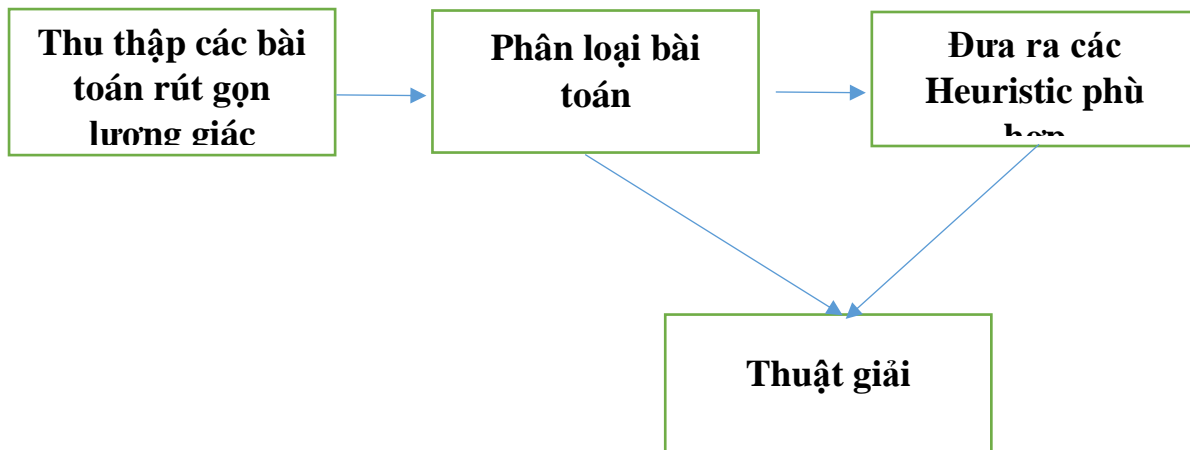 Thu thập các bài
toán rút gọn
lượng giác
Phân loại bài
toán
Đưa ra các
Heuristic phù
hợp
Thuật giải